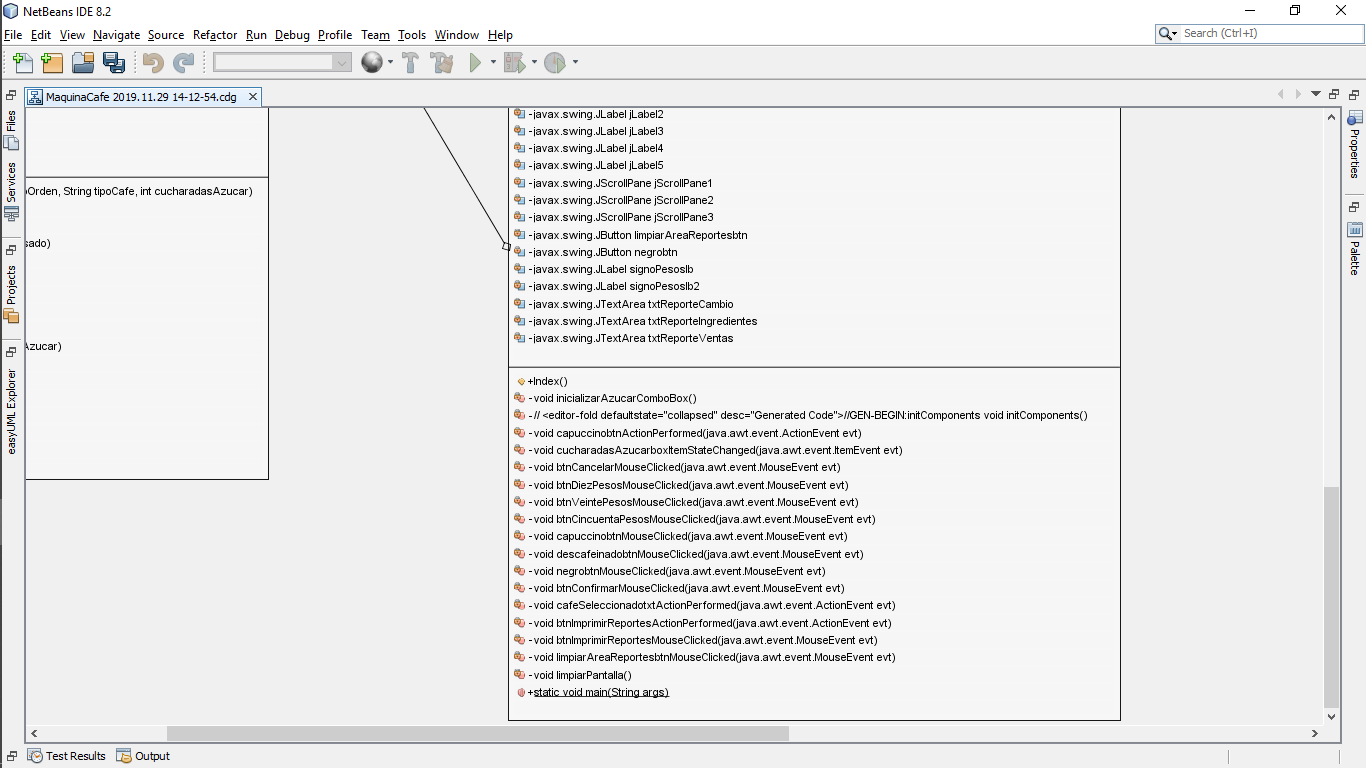 NetBeans IDE 8.2
File Edit View Navigate Source Refactor Run Debug Profile Team Tools Window Help
Search (Ctrl+I)
MaquinaCafe 2019.11.29 14-12-54.cdg
Files
Services
Projects
easyUML Explorer
Orden, String tipoCafe, int cucharadasAzucar)
sado)
Azucar)
-javax.swing.JLabel jLabel2
-javax.swing.JLabel jLabel3
-javax.swing.JLabel jLabel4
-javax.swing.JLabel jLabel5
-javax.swing.JScrollPane jScrollPane1
-javax.swing.JScrollPane jScrollPane2
-javax.swing.JScrollPane jScrollPane3
-javax.swing.JButton limpiarAreaReportesbtn
-javax.swing.JButton negrobtn
-javax.swing.JLabel signoPesoslb
-javax.swing.JLabel signoPesoslb2
-javax.swing.JTextArea txtReporteCambio
-javax.swing.JTextArea txtReporteIngredientes
-javax.swing.JTextArea txtReporteVentas
+Index()
-void inicializarAzucarComboBox()
-// <editor-fold defaultstate="collapsed" desc="Generated Code">//GEN-BEGIN:initComponents void initComponents()
-void capuccinobtnActionPerformed(java.awt.event.ActionEvent evt)
-void cucharadasAzucarboxItemStateChanged(java.awt.event.ItemEvent evt)
-void btnCancelarMouseClicked(java.awt.event.MouseEvent evt)
-void btnDiezPesosMouseClicked(java.awt.event.MouseEvent evt)
-void btnVeintePesosMouseClicked(java.awt.event.MouseEvent evt)
-void btnCincuentaPesosMouseClicked(java.awt.event.MouseEvent evt)
-void capuccinobtnMouseClicked(java.awt.event.MouseEvent evt)
-void descafeinadobtnMouseClicked(java.awt.event.MouseEvent evt)
-void negrobtnMouseClicked(java.awt.event.MouseEvent evt)
-void btnConfirmarMouseClicked(java.awt.event.MouseEvent evt)
-void cafeSeleccionadotxtActionPerformed(java.awt.event.ActionEvent evt)
-void btnImprimirReportesActionPerformed(java.awt.event.ActionEvent evt)
-void btnImprimirReportesMouseClicked(java.awt.event.MouseEvent evt)
-void limpiarAreaReportesbtnMouseClicked(java.awt.event.MouseEvent evt)
-void limpiarPantalla()
+static void main(String args)
Properties
Palette
Test Results
Output